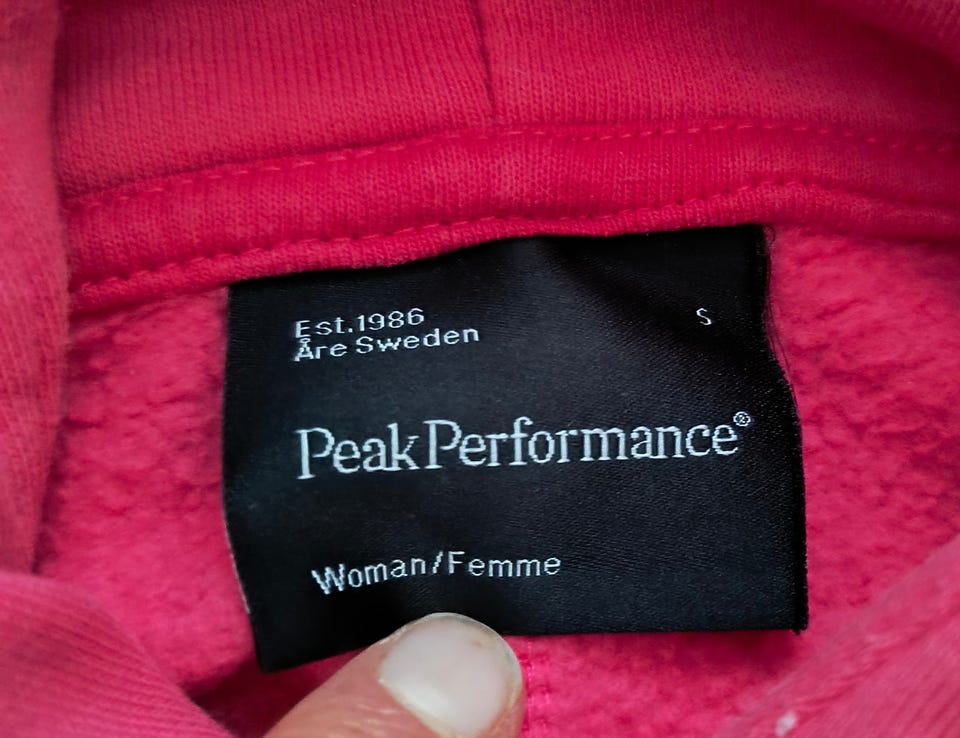 Est.1986
Åre Sweden
S
PeakPerformance®
Woman/Femme